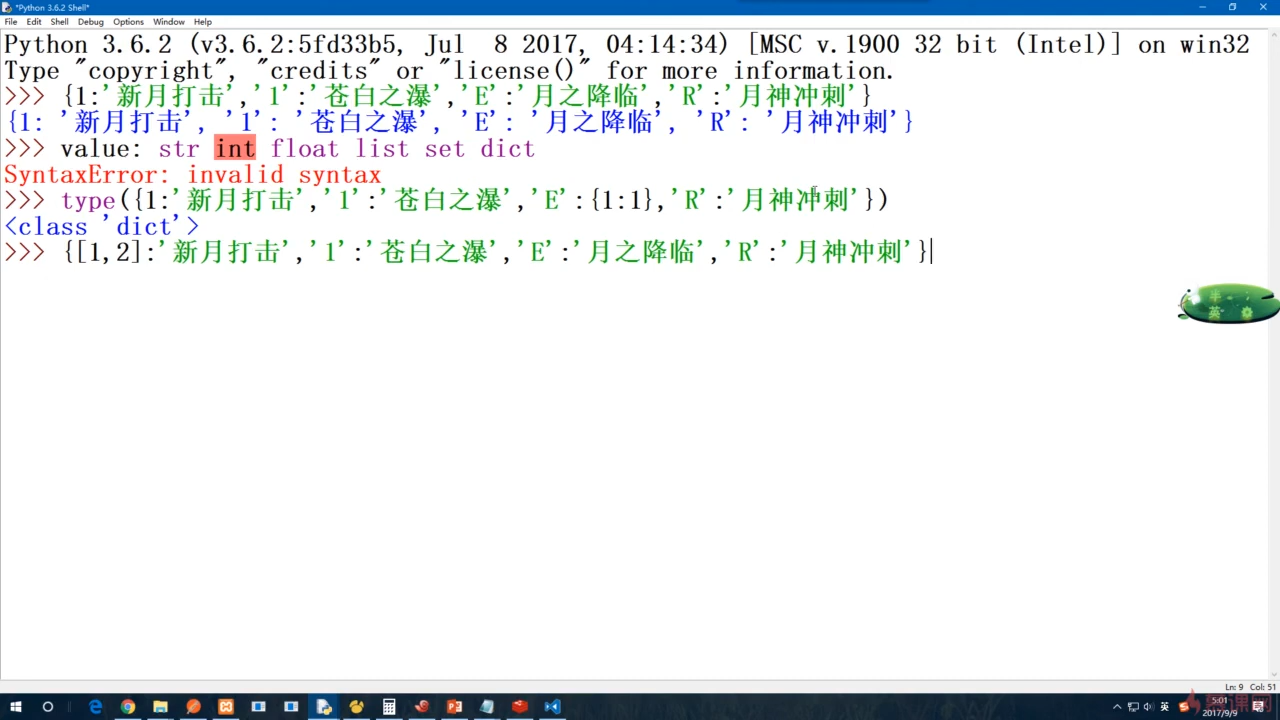 *Python 3.6.2 Shell*
File Edit Shell Debug Options Window Help
Python 3.6.2 (v3.6.2:5fd33b5, Jul  8 2017, 04:14:34) [MSC v.1900 32 bit (Intel)] on win32
Type "copyright", "credits" or "license()" for more information.
>>> {1:'新月打击','1':'苍白之瀑','E':'月之降临','R':'月神冲刺'}
{1: '新月打击', '1': '苍白之瀑', 'E': '月之降临', 'R': '月神冲刺'}
>>> value: str int float list set dict
SyntaxError: invalid syntax
>>> type({1:'新月打击','1':'苍白之瀑','E':{1:1},'R':'月神冲刺'})
<class 'dict'>
>>> {[1,2]:'新月打击','1':'苍白之瀑','E':'月之降临','R':'月神冲刺'}
半
英
Ln: 9 Col: 51
英
5:01
2017/9/9
慕课网